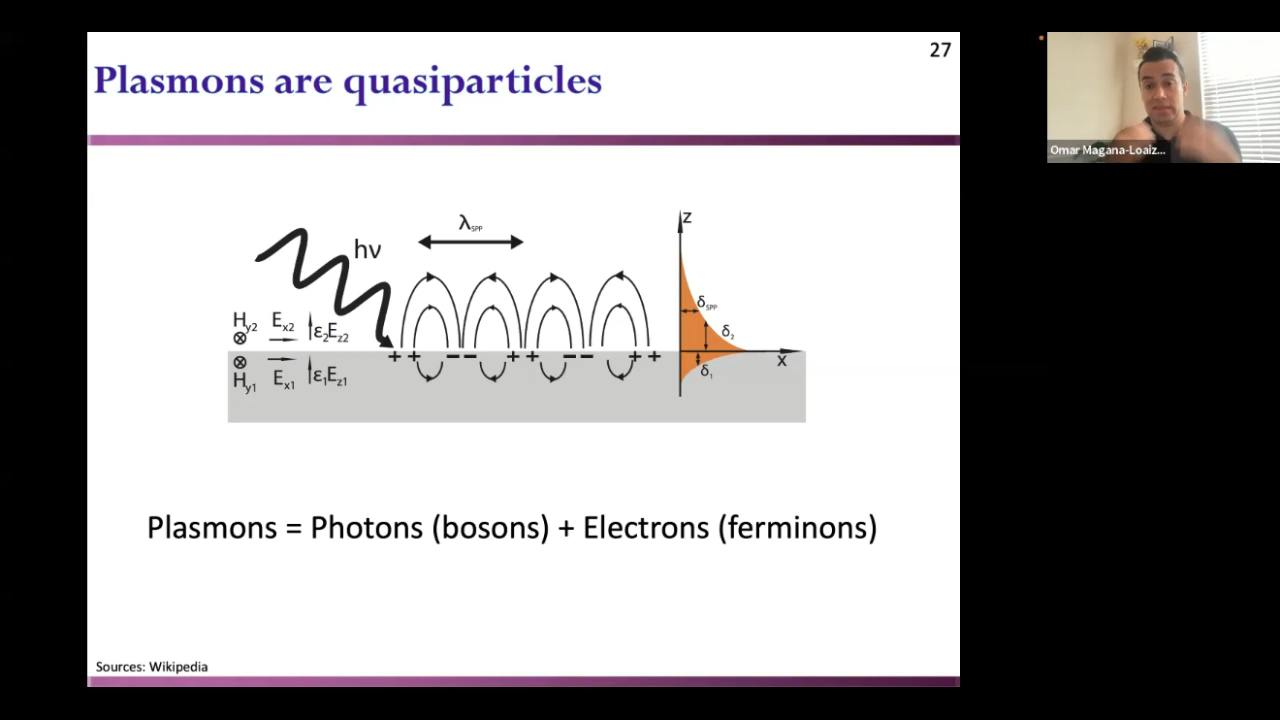 27
Plasmons are quasiparticles
Omar Magana-Loaiz...
λSPP
hν
z
δSPP
δ2
δ1
x
Hy2 Ex2 ε2Ez2
Hy1 Ex1 ε1Ez1
++ -- ++ -- ++
Plasmons = Photons (bosons) + Electrons (ferminons)
Sources: Wikipedia